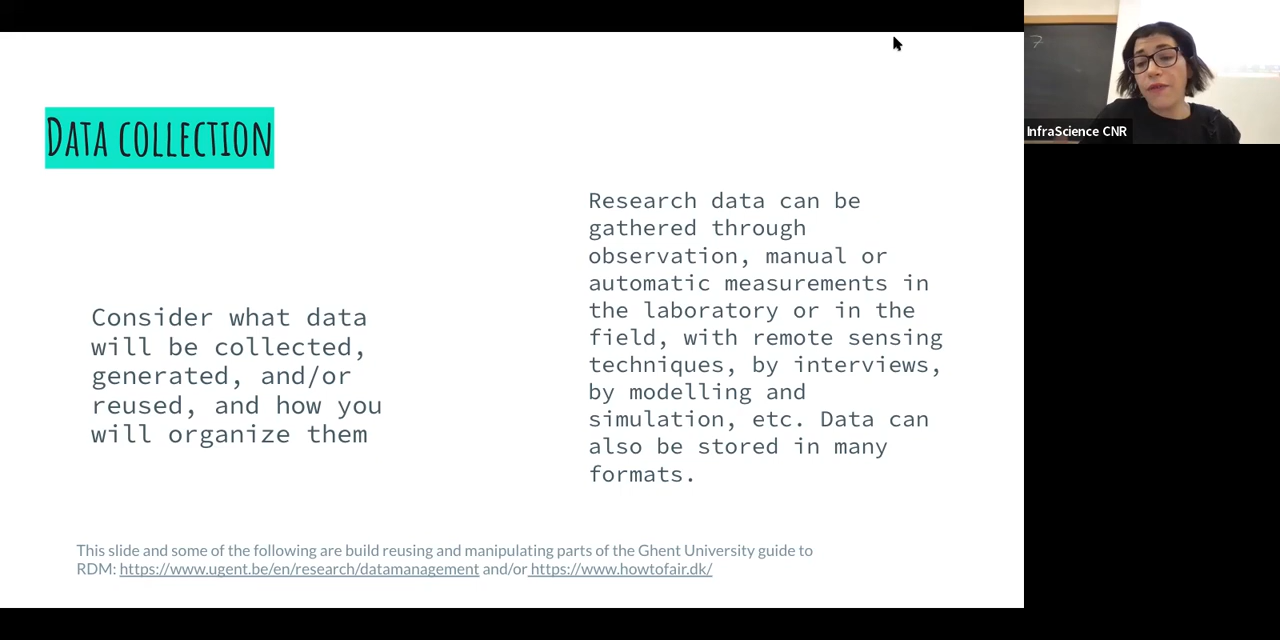 Data collection
Consider what data
will be collected,
generated, and/or
reused, and how you
will organize them
Research data can be
gathered through
observation, manual or
automatic measurements in
the laboratory or in the
field, with remote sensing
techniques, by interviews,
by modelling and
simulation, etc. Data can
also be stored in many
formats.
This slide and some of the following are build reusing and manipulating parts of the Ghent University guide to
RDM: https://www.ugent.be/en/research/datamanagement and/or https://www.howtofair.dk/
InfraScience CNR